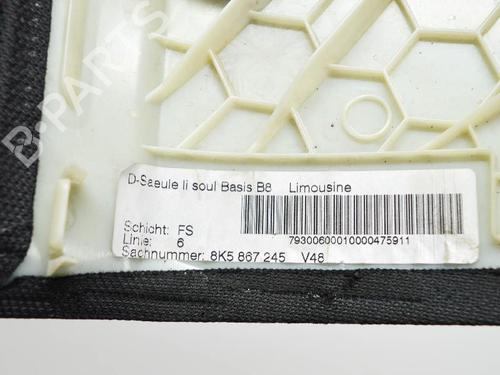 B-PARTS
D-Saeule li soul Basis B8 Limousine
Schicht: FS
79300600010000475911
Linie: 6
Sachnummer: 8K5 867 245 V48